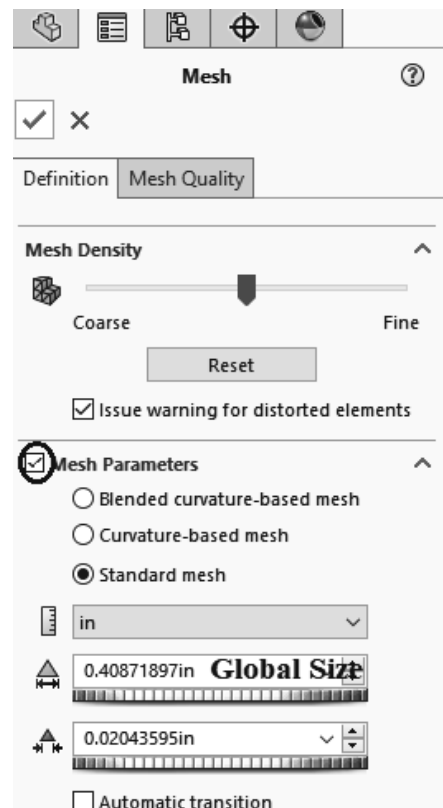 Mesh
Definition Mesh Quality
Mesh Density
Coarse Fine
Reset
Issue warning for distorted elements
Mesh Parameters
Blended curvature-based mesh
Curvature-based mesh
Standard mesh
in
0.40871897in Global Size
0.02043595in
Automatic transition